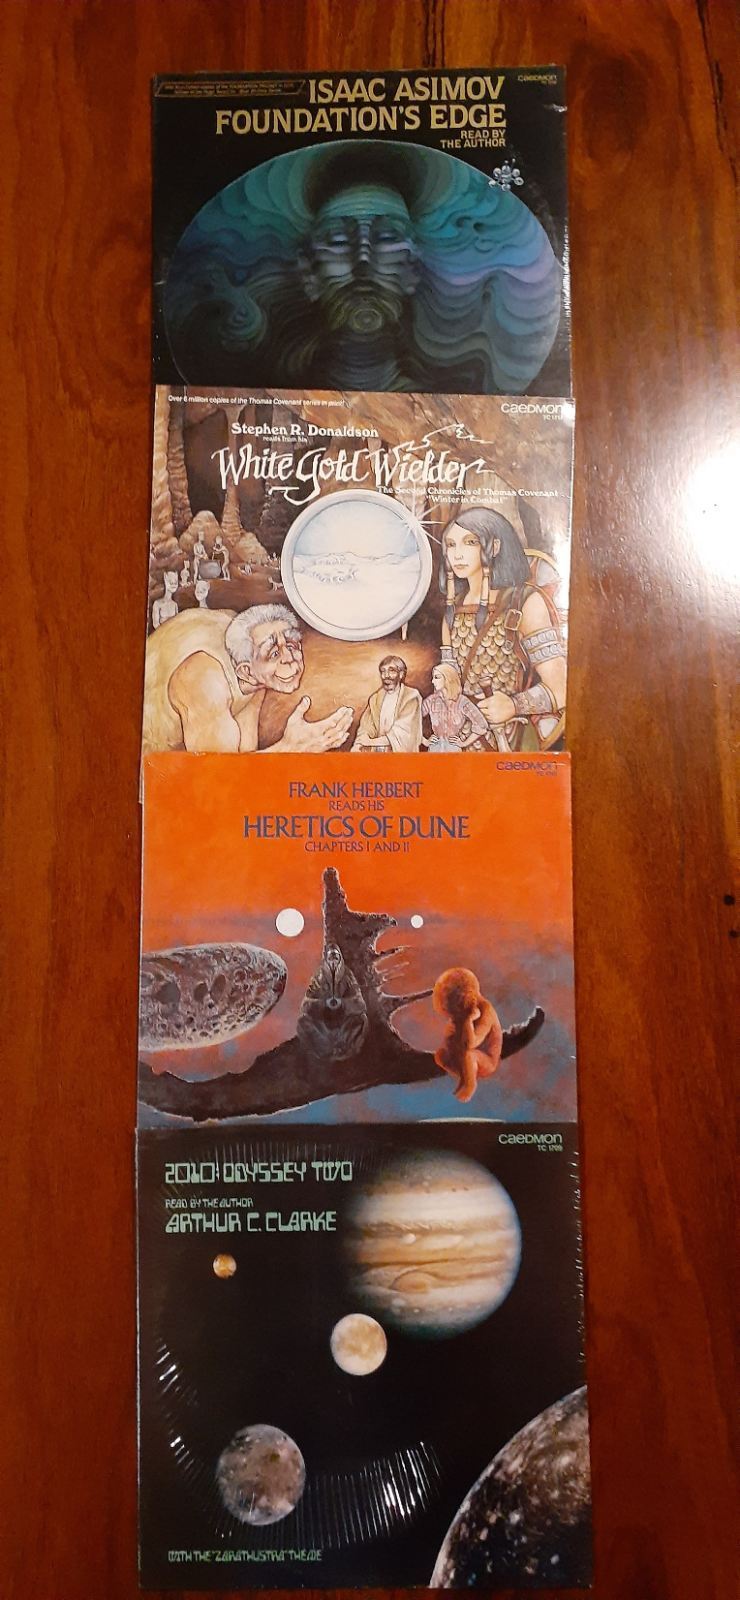 ISAAC ASIMOV
CAEDMON
FOUNDATION'S EDGE
READ BY
THE AUTHOR
Over 6 million copies of the Thomas Covenant series in print!
CAEDMON
Stephen R. Donaldson
reads from his
White Gold Wielder
The Second Chronicles of Thomas Covenant
"Winter in Combat"
CAEDMON
FRANK HERBERT
READS HIS
HERETICS OF DUNE
CHAPTERS I AND II
CAEDMON
TC 1709
2010: ODYSSEY TWO
READ BY THE AUTHOR
ARTHUR C. CLARKE
WITH THE "ZARATHUSTRA" THEME